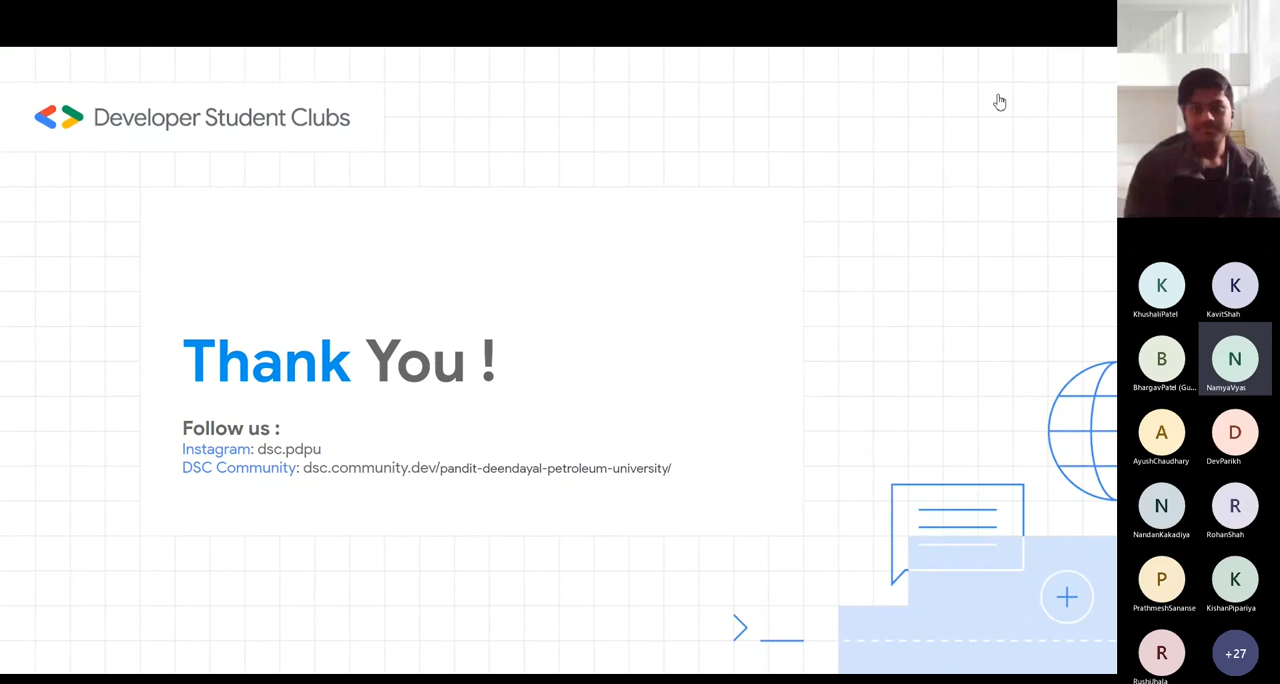 Developer Student Clubs
Thank You !
Follow us :
Instagram: dsc.pdpu
DSC Community: dsc.community.dev/pandit-deendayal-petroleum-university/
K
KhushaliPatel
K
KavitShah
B
BhargavPatel (Gu...
N
NamyaVyas
A
AyushChaudhary
D
DevParikh
N
NandanKakadiya
R
RohanShah
P
PrathmeshSananse
K
KishanPipariya
R
RushiJhala
+27